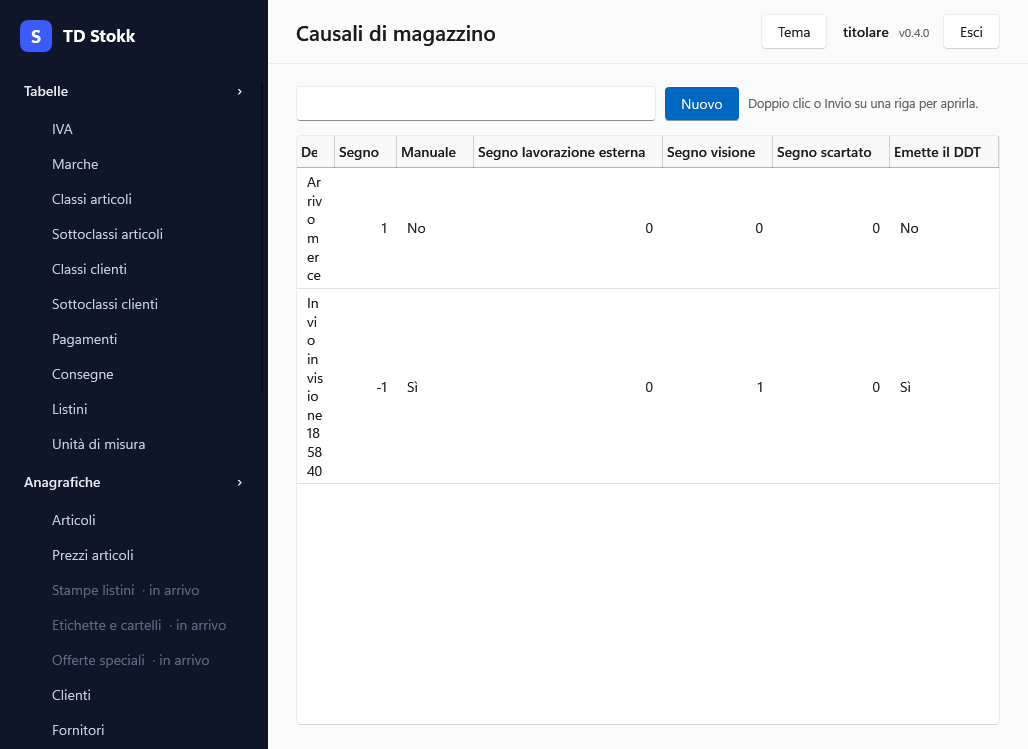 S TD Stokk
Causali di magazzino
Tema
titolare v0.4.0
Esci
Tabelle
IVA
Marche
Classi articoli
Sottoclassi articoli
Classi clienti
Sottoclassi clienti
Pagamenti
Consegne
Listini
Unità di misura
Anagrafiche
Articoli
Prezzi articoli
Stampe listini · in arrivo
Etichette e cartelli · in arrivo
Offerte speciali · in arrivo
Clienti
Fornitori
Nuovo
Doppio clic o Invio su una riga per aprirla.
De Segno Manuale Segno lavorazione esterna Segno visione Segno scartato Emette il DDT
Ar
riv
o
m
er
ce
1 No 0 0 0 No
In
vi
o
in
vis
io
ne
18
58
40
-1 Sì 0 1 0 Sì